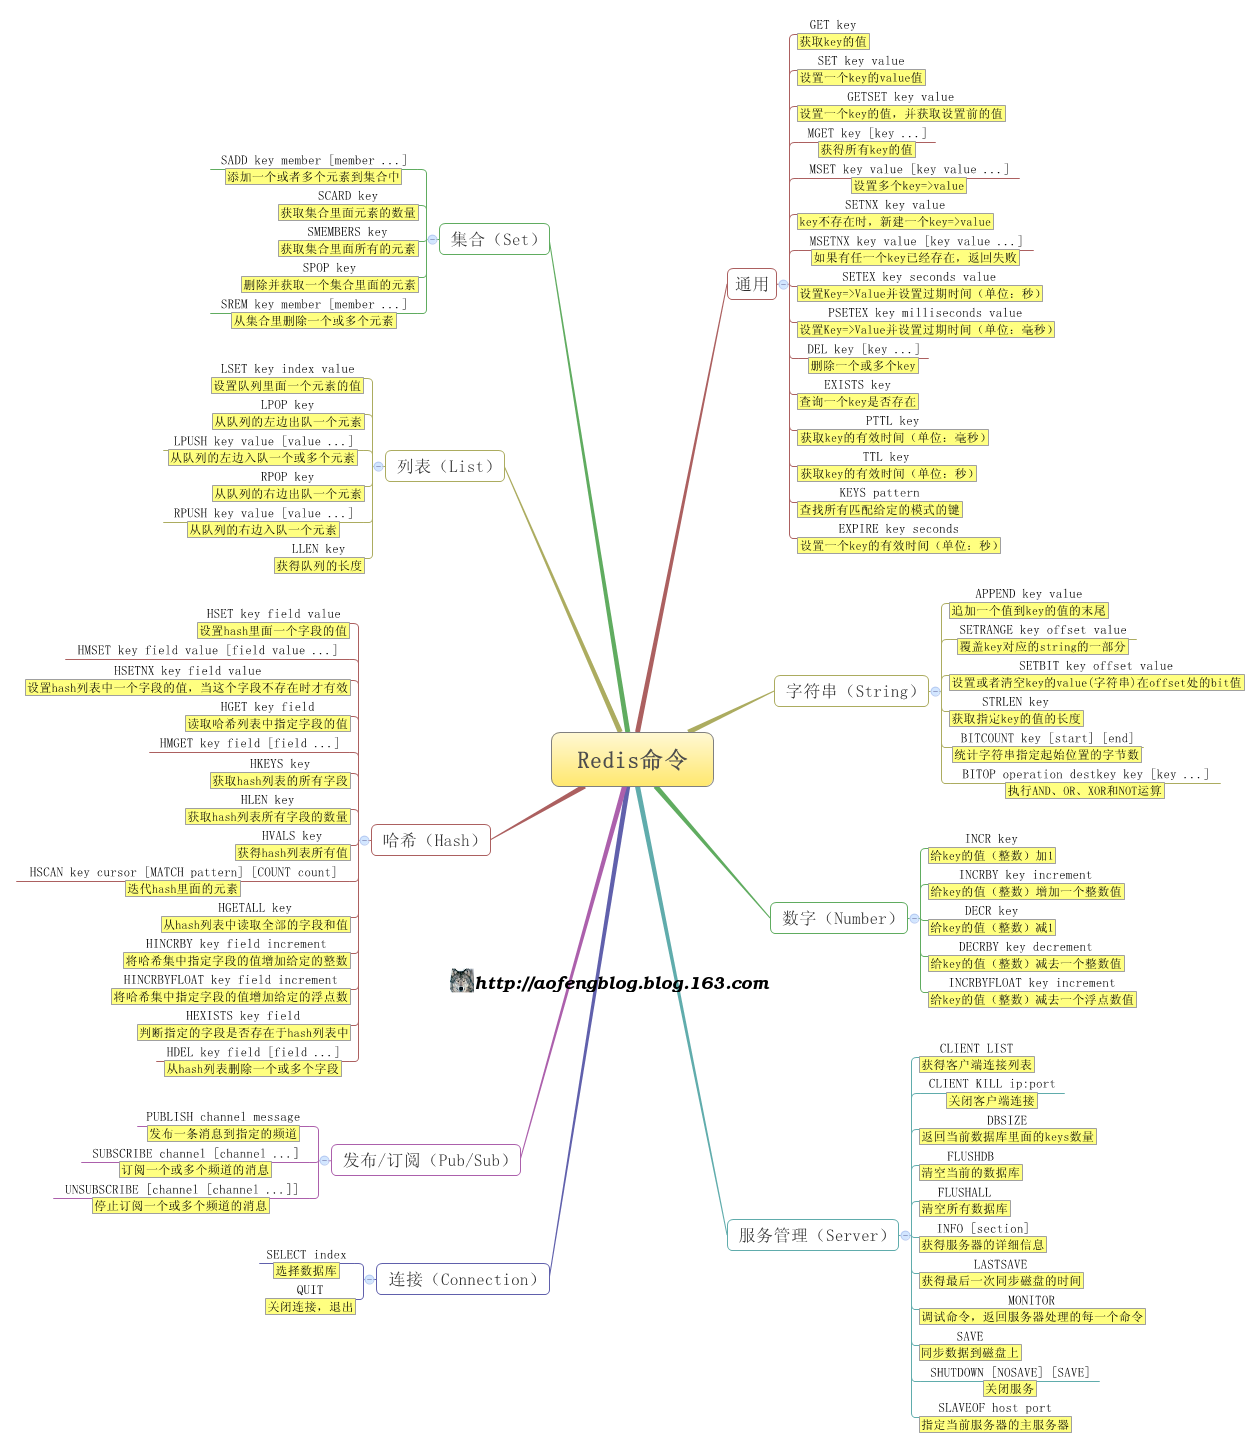 Redis命令
通用
GET key
获取key的值
SET key value
设置一个key的value值
GETSET key value
设置一个key的值，并获取设置前的值
MGET key [key ...]
获得所有key的值
MSET key value [key value ...]
设置多个key=>value
SETNX key value
key不存在时，新建一个key=>value
MSETNX key value [key value ...]
如果有任一个key已经存在，返回失败
SETEX key seconds value
设置Key=>Value并设置过期时间（单位：秒）
PSETEX key milliseconds value
设置Key=>Value并设置过期时间（单位：毫秒）
DEL key [key ...]
删除一个或多个key
EXISTS key
查询一个key是否存在
PTTL key
获取key的有效时间（单位：毫秒）
TTL key
获取key的有效时间（单位：秒）
KEYS pattern
查找所有匹配给定的模式的键
EXPIRE key seconds
设置一个key的有效时间（单位：秒）
字符串（String）
APPEND key value
追加一个值到key的值的末尾
SETRANGE key offset value
覆盖key对应的string的一部分
SETBIT key offset value
设置或者清空key的value(字符串)在offset处的bit值
STRLEN key
获取指定key的值的长度
BITCOUNT key [start] [end]
统计字符串指定起始位置的字节数
BITOP operation destkey key [key ...]
执行AND、OR、XOR和NOT运算
数字（Number）
INCR key
给key的值（整数）加1
INCRBY key increment
给key的值（整数）增加一个整数值
DECR key
给key的值（整数）减1
DECRBY key decrement
给key的值（整数）减去一个整数值
INCRBYFLOAT key increment
给key的值（整数）减去一个浮点数值
服务管理（Server）
CLIENT LIST
获得客户端连接列表
CLIENT KILL ip:port
关闭客户端连接
DBSIZE
返回当前数据库里面的keys数量
FLUSHDB
清空当前的数据库
FLUSHALL
清空所有数据库
INFO [section]
获得服务器的详细信息
LASTSAVE
获得最后一次同步磁盘的时间
MONITOR
调试命令，返回服务器处理的每一个命令
SAVE
同步数据到磁盘上
SHUTDOWN [NOSAVE] [SAVE]
关闭服务
SLAVEOF host port
指定当前服务器的主服务器
集合（Set）
SADD key member [member ...]
添加一个或者多个元素到集合中
SCARD key
获取集合里面元素的数量
SMEMBERS key
获取集合里面所有的元素
SPOP key
删除并获取一个集合里面的元素
SREM key member [member ...]
从集合里删除一个或多个元素
列表（List）
LSET key index value
设置队列里面一个元素的值
LPOP key
从队列的左边出队一个元素
LPUSH key value [value ...]
从队列的左边入队一个或多个元素
RPOP key
从队列的右边出队一个元素
RPUSH key value [value ...]
从队列的右边入队一个元素
LLEN key
获得队列的长度
哈希（Hash）
HSET key field value
设置hash里面一个字段的值
HMSET key field value [field value ...]
HSETNX key field value
设置hash列表中一个字段的值，当这个字段不存在时才有效
HGET key field
读取哈希列表中指定字段的值
HMGET key field [field ...]
HKEYS key
获取hash列表的所有字段
HLEN key
获取hash列表所有字段的数量
HVALS key
获得hash列表所有值
HSCAN key cursor [MATCH pattern] [COUNT count]
迭代hash里面的元素
HGETALL key
从hash列表中读取全部的字段和值
HINCRBY key field increment
将哈希集中指定字段的值增加给定的整数
HINCRBYFLOAT key field increment
将哈希集中指定字段的值增加给定的浮点数
HEXISTS key field
判断指定的字段是否存在于hash列表中
HDEL key field [field ...]
从hash列表删除一个或多个字段
发布/订阅（Pub/Sub）
PUBLISH channel message
发布一条消息到指定的频道
SUBSCRIBE channel [channel ...]
订阅一个或多个频道的消息
UNSUBSCRIBE [channel [channel ...]]
停止订阅一个或多个频道的消息
连接（Connection）
SELECT index
选择数据库
QUIT
关闭连接，退出
http://aofengblog.blog.163.com